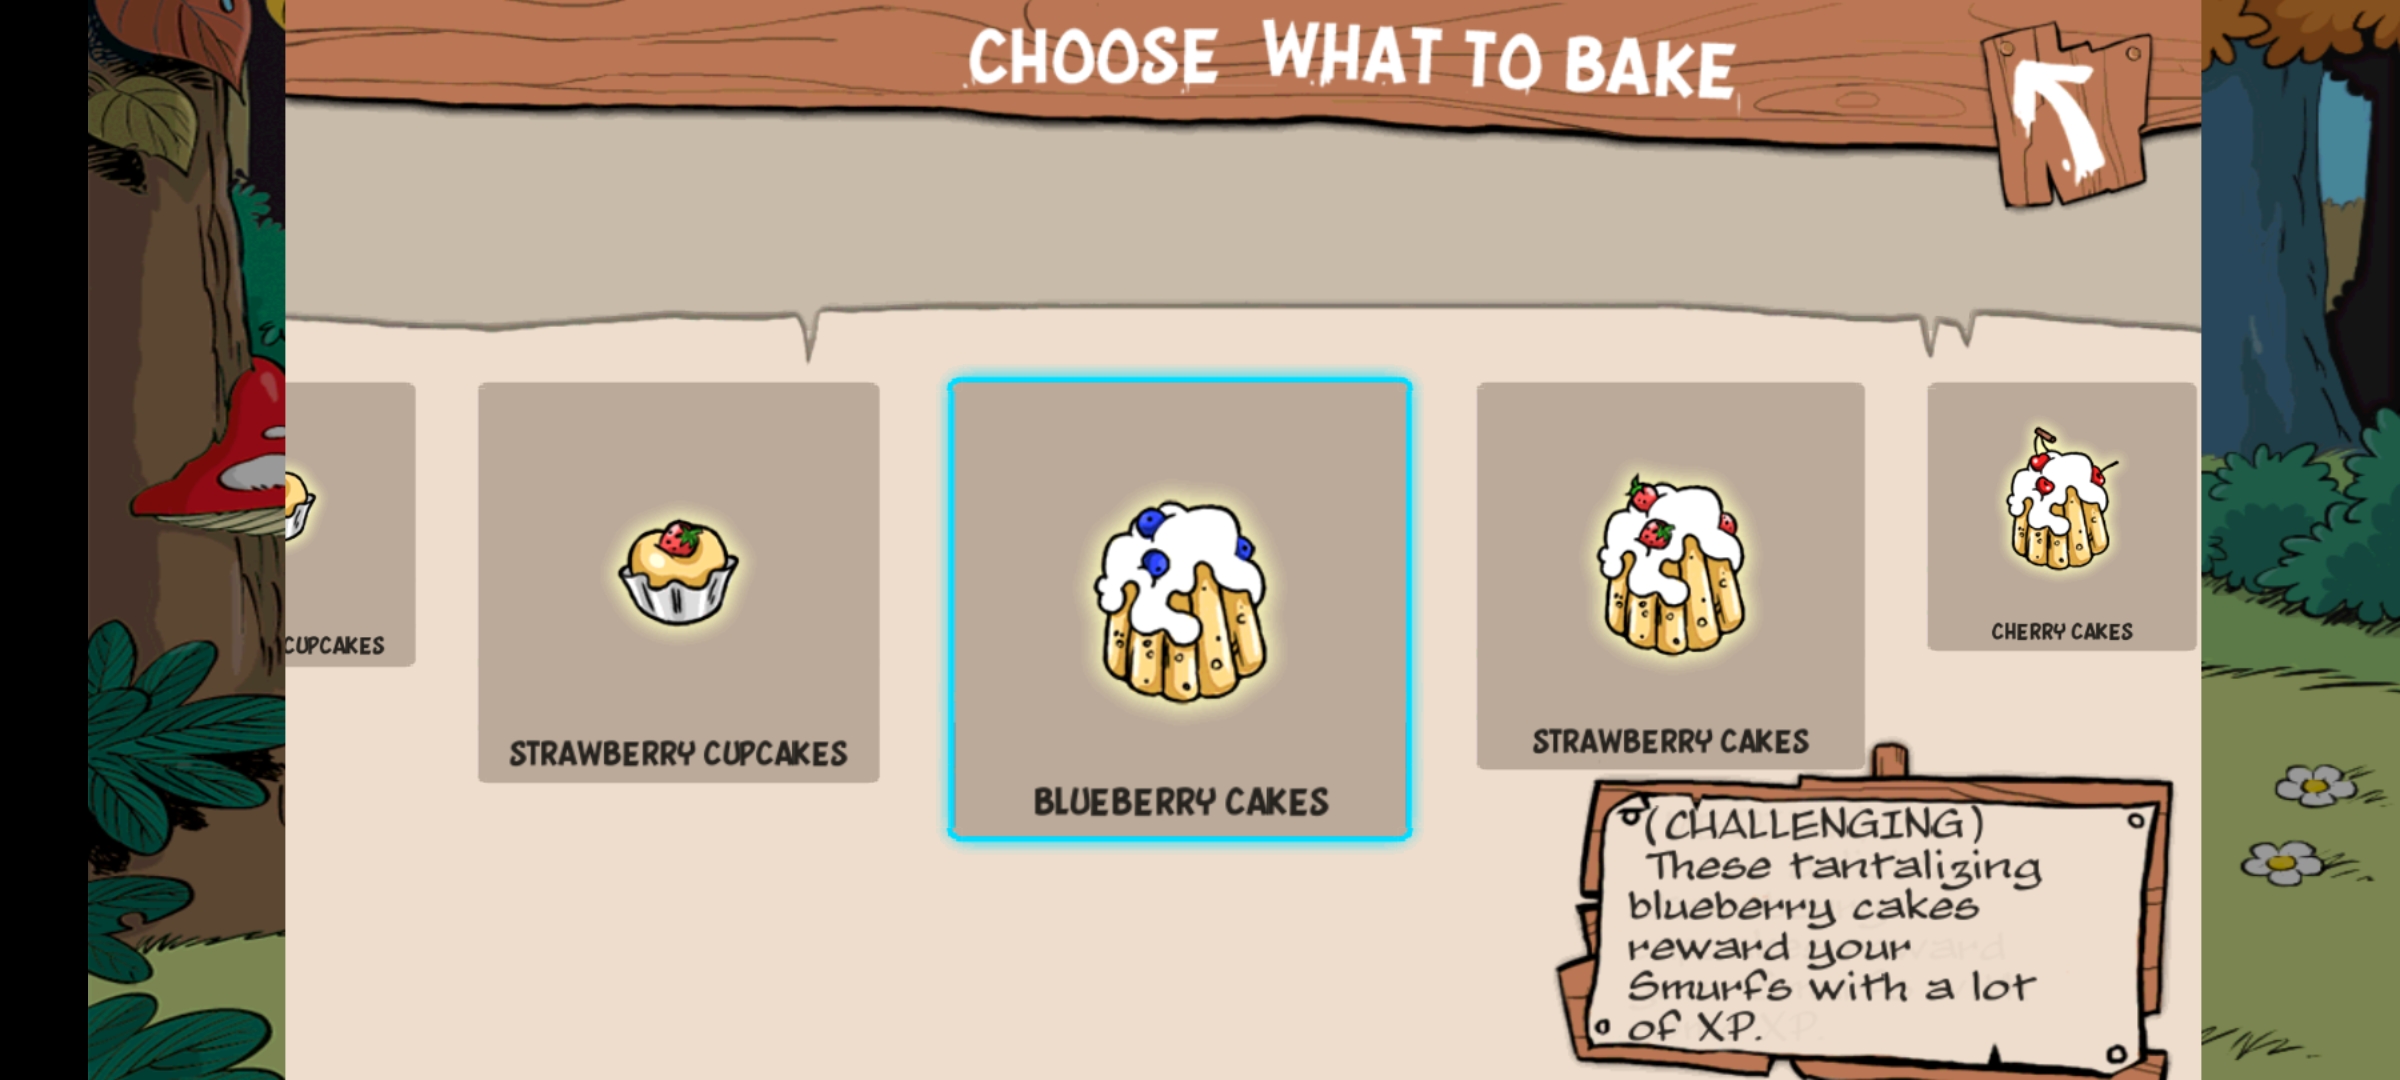 CHOOSE WHAT TO BAKE
CUPCAKES
STRAWBERRY CUPCAKES
BLUEBERRY CAKES
STRAWBERRY CAKES
CHERRY CAKES
(CHALLENGING)
These tantalizing
blueberry cakes
reward your
Smurfs with a lot
of XP.